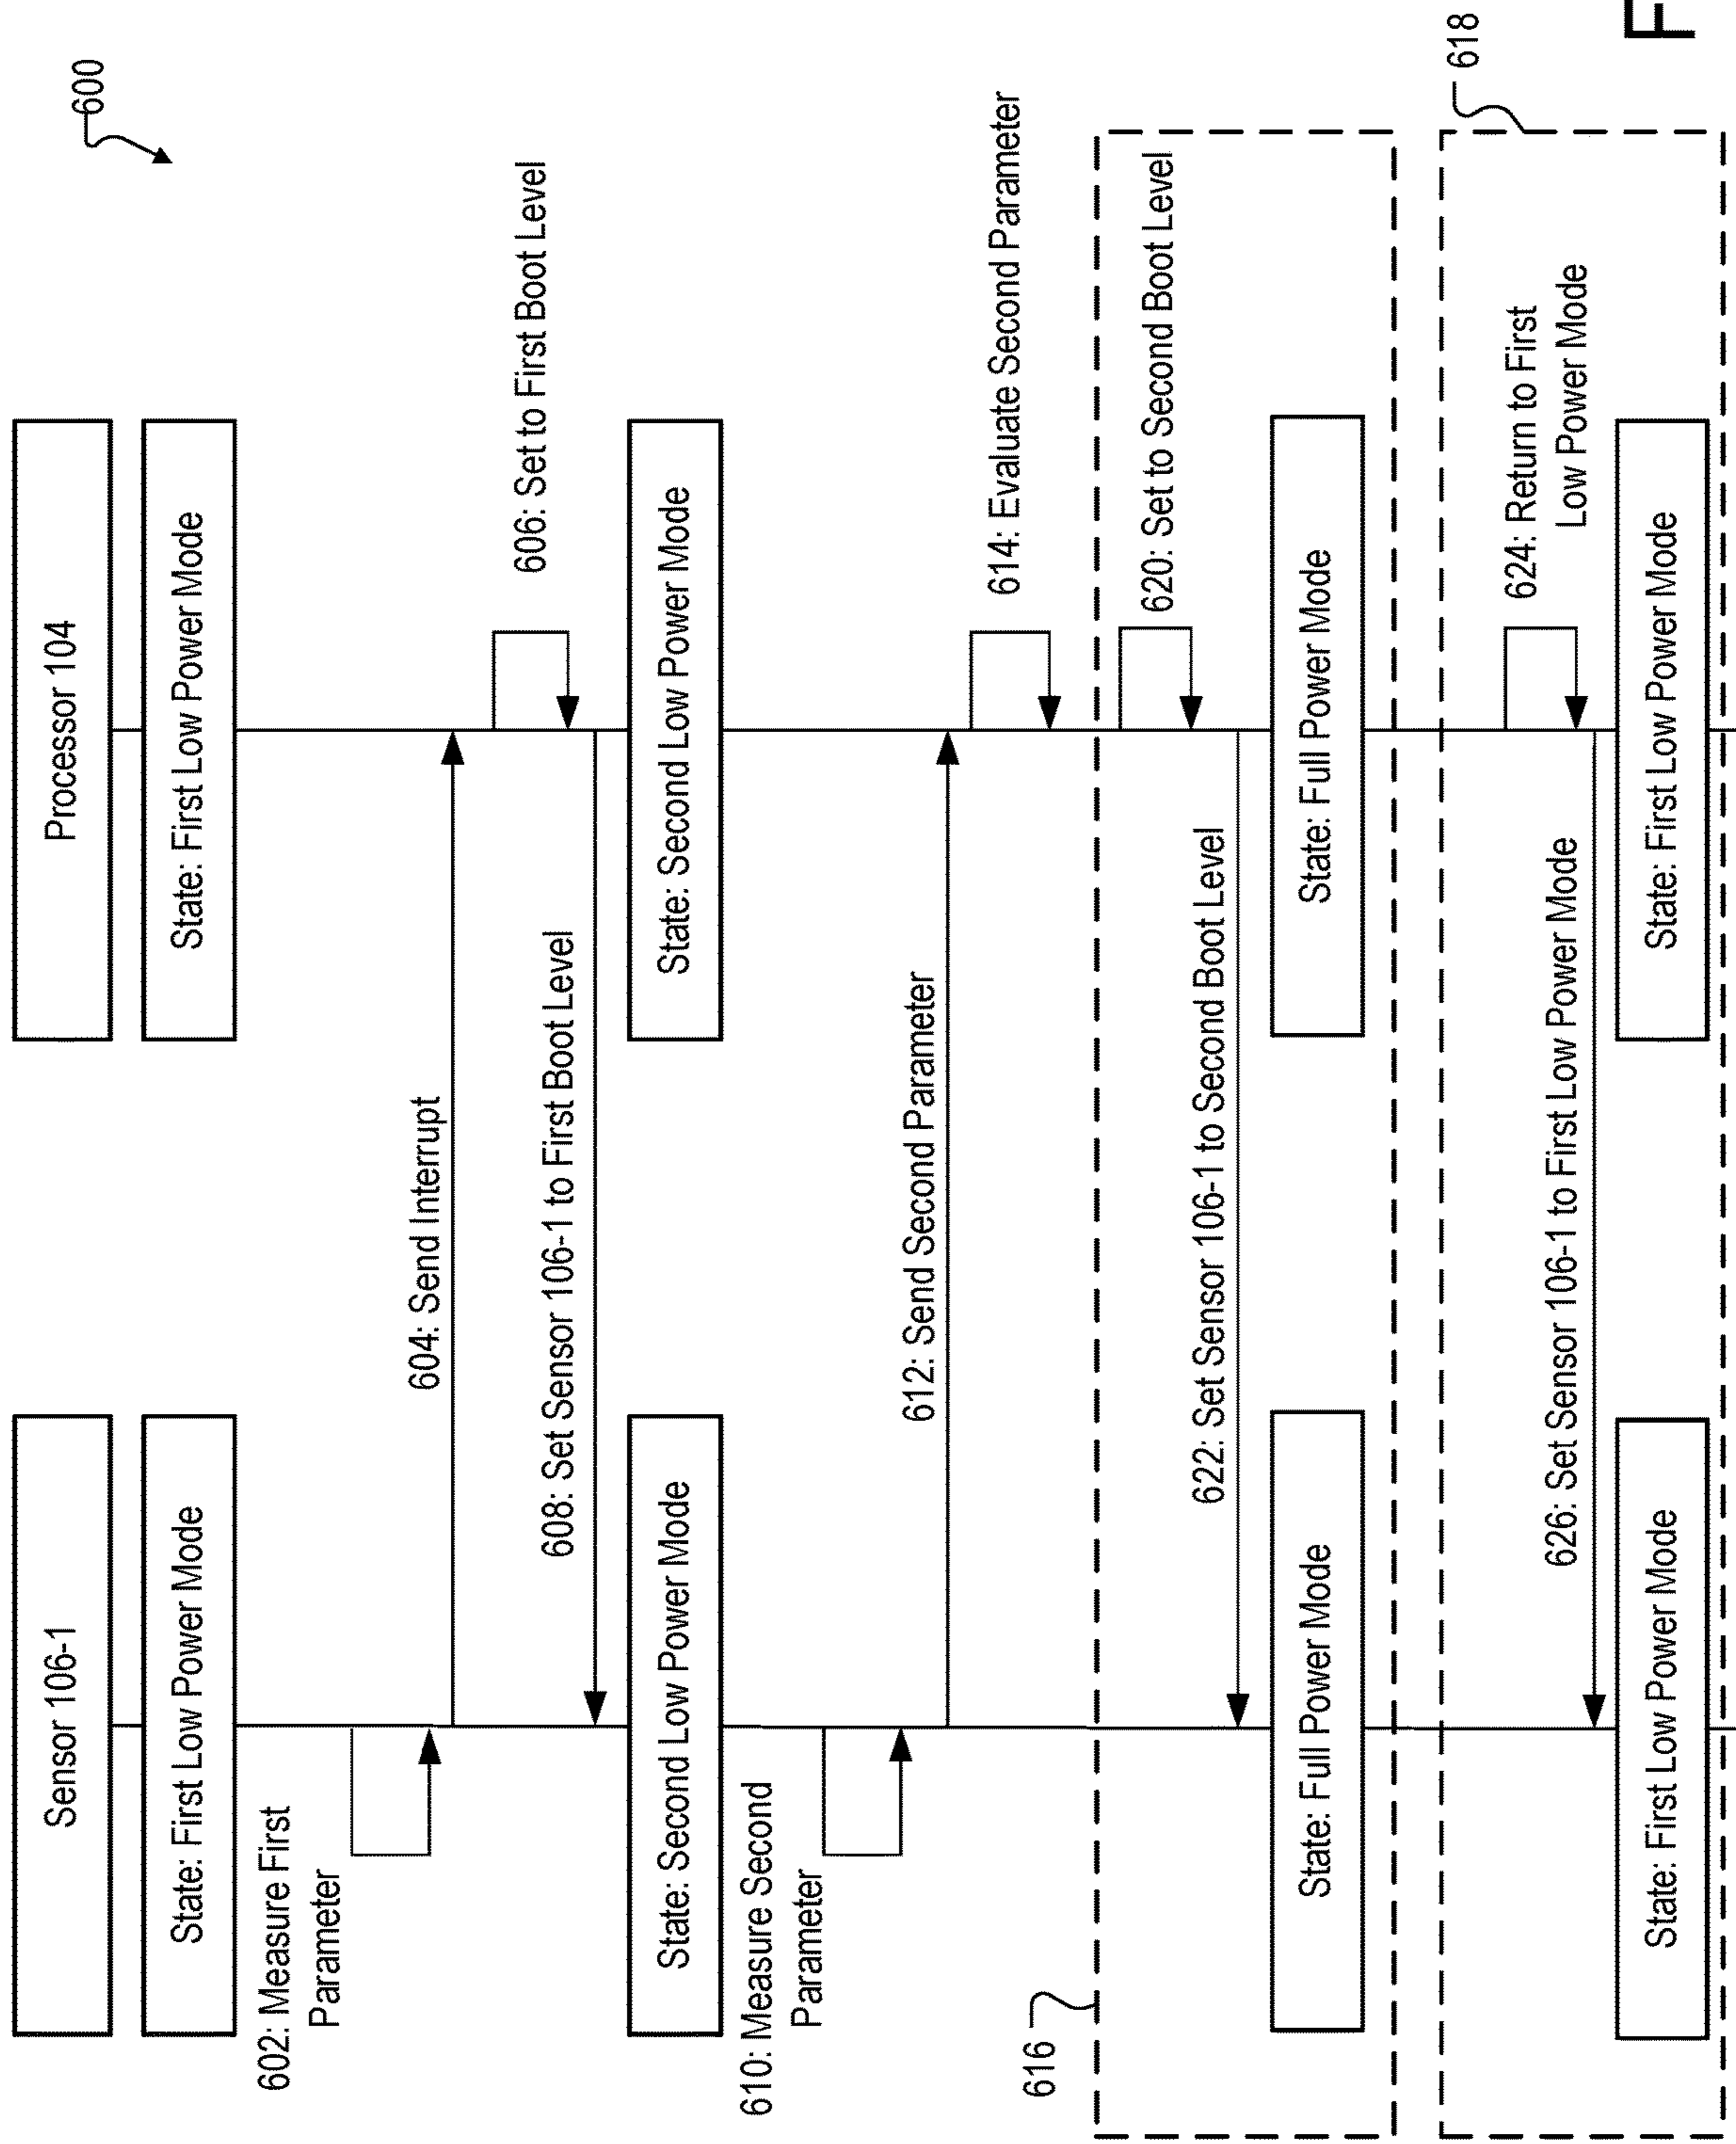 600
Sensor 106-1
Processor 104
State: First Low Power Mode
State: First Low Power Mode
602: Measure First
Parameter
604: Send Interrupt
606: Set to First Boot Level
608: Set Sensor 106-1 to First Boot Level
State: Second Low Power Mode
State: Second Low Power Mode
610: Measure Second
Parameter
612: Send Second Parameter
614: Evaluate Second Parameter
616
620: Set to Second Boot Level
622: Set Sensor 106-1 to Second Boot Level
State: Full Power Mode
State: Full Power Mode
618
624: Return to First
Low Power Mode
626: Set Sensor 106-1 to First Low Power Mode
State: First Low Power Mode
State: First Low Power Mode
F